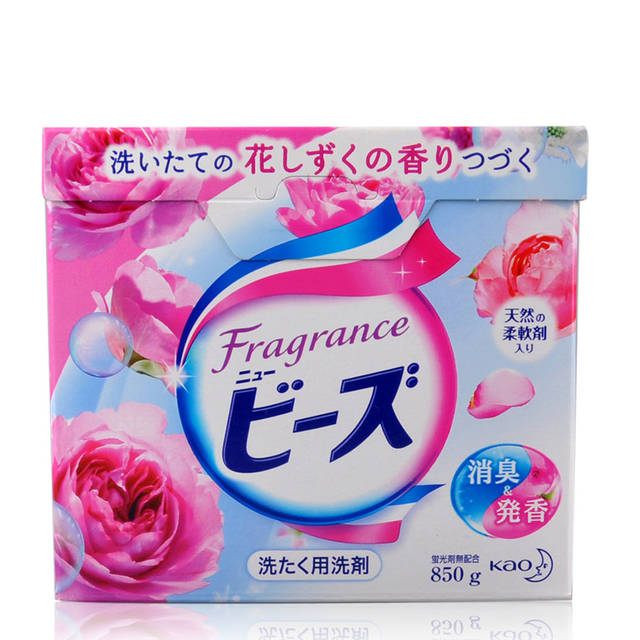 洗いたての 花しずくの香り つづく
Fragrance
ニュー
ビーズ
天然の
柔軟剤
入り
消臭
&
発香
洗たく用洗剤
蛍光剤無配合
850g
Kao